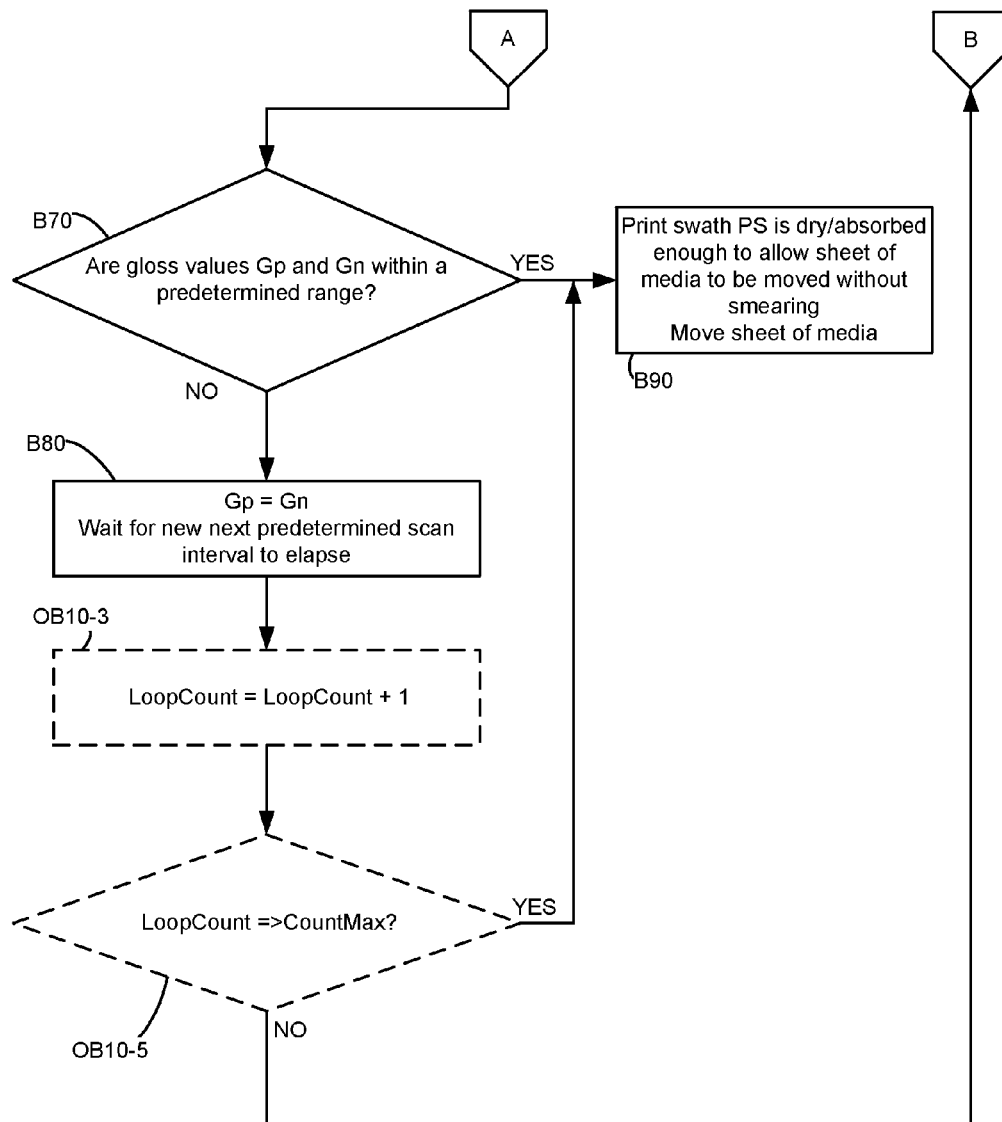 A
B
B70
Are gloss values Gp and Gn within a
predetermined range?
YES
NO
Print swath PS is dry/absorbed
enough to allow sheet of
media to be moved without
smearing
Move sheet of media
B90
B80
Gp = Gn
Wait for new next predetermined scan
interval to elapse
OB10-3
LoopCount = LoopCount + 1
LoopCount =>CountMax?
YES
NO
OB10-5